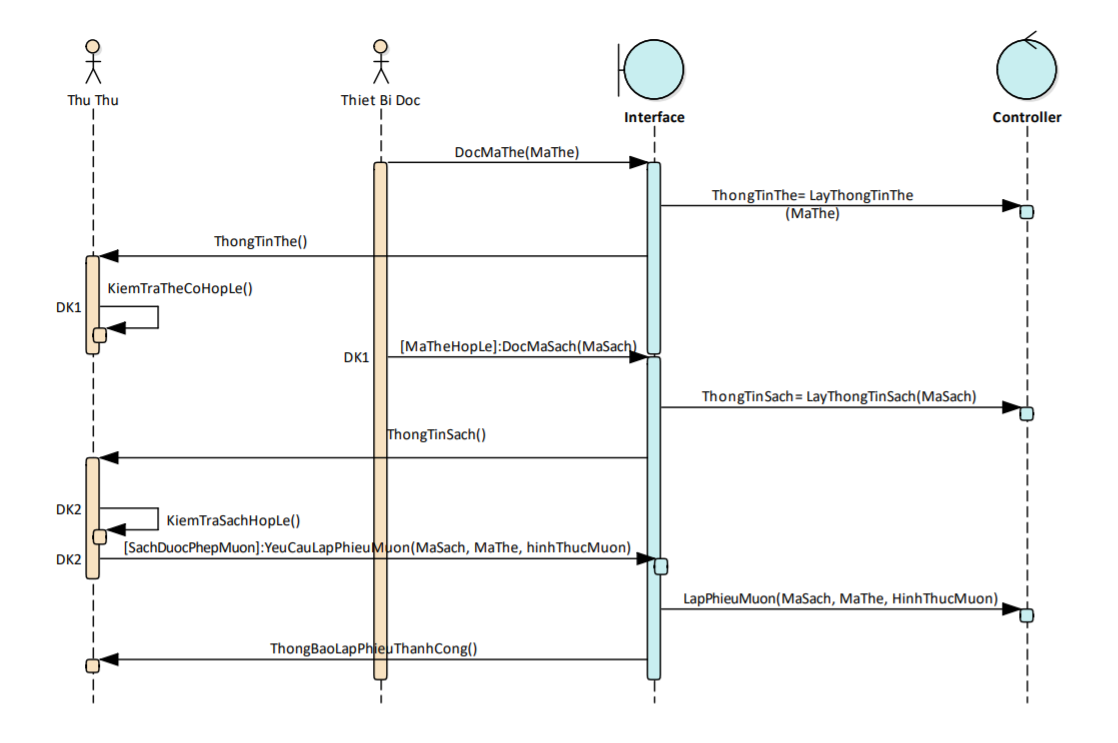 Thu Thu
Thiet Bi Doc
Interface
Controller
DocMaThe(MaThe)
ThongTinThe= LayThongTinThe
(MaThe)
ThongTinThe()
KiemTraTheCoHopLe()
DK1
DK1
[MaTheHopLe]:DocMaSach(MaSach)
ThongTinSach= LayThongTinSach(MaSach)
ThongTinSach()
DK2
KiemTraSachHopLe()
DK2
[SachDuocPhepMuon]:YeuCauLapPhieuMuon(MaSach, MaThe, hinhThucMuon)
LapPhieuMuon(MaSach, MaThe, HinhThucMuon)
ThongBaoLapPhieuThanhCong()